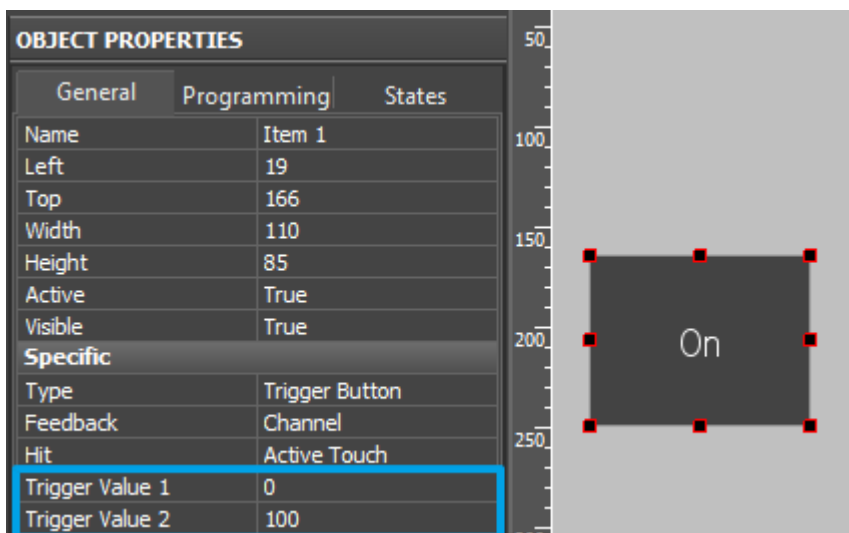 OBJECT PROPERTIES
General Programming States
Name Item 1
Left 19
Top 166
Width 110
Height 85
Active True
Visible True
Specific
Type Trigger Button
Feedback Channel
Hit Active Touch
Trigger Value 1 0
Trigger Value 2 100
50
100
150
200
250
On